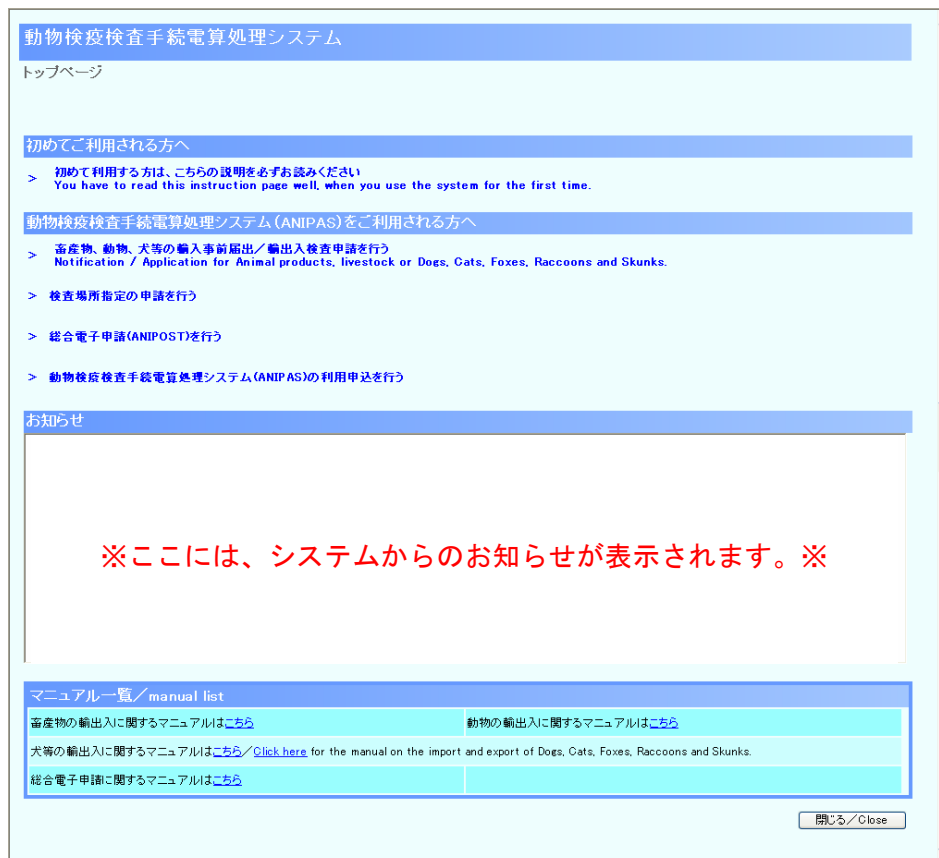 動物検疫検査手続電算処理システム
トップページ
初めてご利用される方へ
> 初めて利用する方は、こちらの説明を必ずお読みください
You have to read this instruction page well, when you use the system for the first time.
動物検疫検査手続電算処理システム(ANIPAS)をご利用される方へ
> 畜産物、動物、犬等の輸入事前届出／輸出入検査申請を行う
Notification / Application for Animal products, livestock or Dogs, Cats, Foxes, Raccoons and Skunks.
> 検査場所指定の申請を行う
> 総合電子申請(ANIPOST)を行う
> 動物検疫検査手続電算処理システム(ANIPAS)の利用申込を行う
お知らせ
※ここには、システムからのお知らせが表示されます。※
マニュアル一覧／manual list
畜産物の輸出入に関するマニュアルはこちら
動物の輸出入に関するマニュアルはこちら
犬等の輸出入に関するマニュアルはこちら／Click here for the manual on the import and export of Dogs, Cats, Foxes, Raccoons and Skunks.
総合電子申請に関するマニュアルはこちら
閉じる／Close